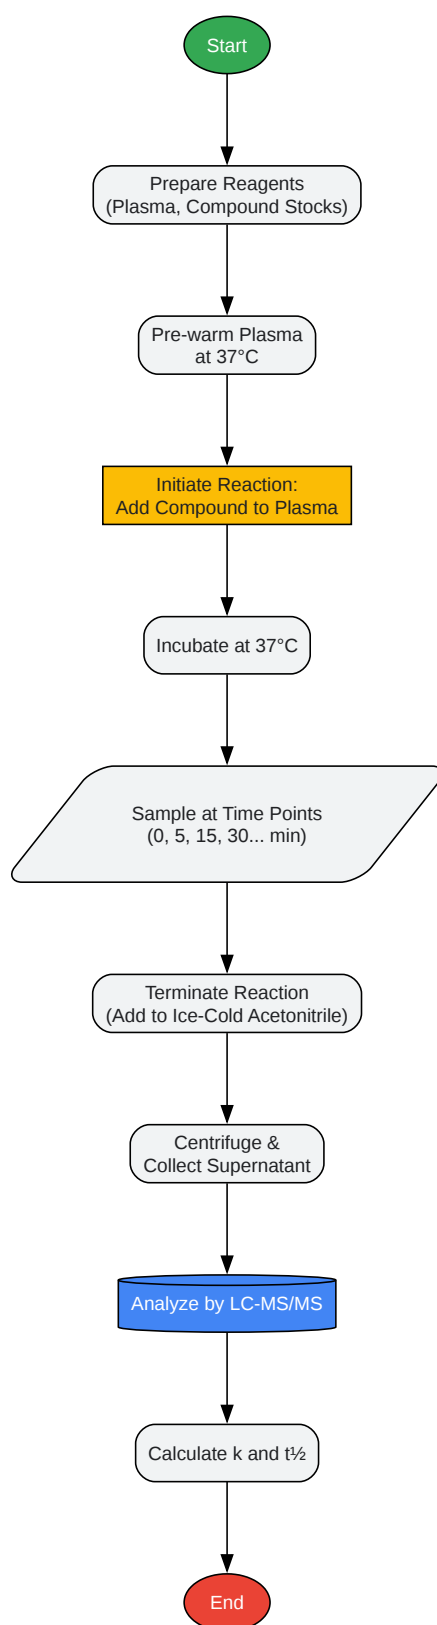 Start
Prepare Reagents
(Plasma, Compound Stocks)
Pre-warm Plasma
at 37°C
Initiate Reaction:
Add Compound to Plasma
Incubate at 37°C
Sample at Time Points
(0, 5, 15, 30... min)
Terminate Reaction
(Add to Ice-Cold Acetonitrile)
Centrifuge &
Collect Supernatant
Analyze by LC-MS/MS
Calculate k and t½
End